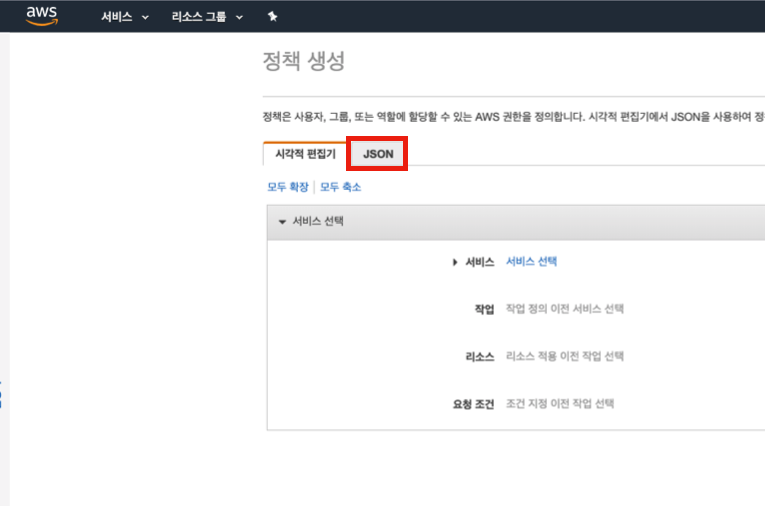 aws 서비스 리소스 그룹
정책 생성
정책은 사용자, 그룹, 또는 역할에 할당할 수 있는 AWS 권한을 정의합니다. 시각적 편집기에서 JSON을 사용하여
시각적 편집기 JSON
모두 확장 | 모두 축소
서비스 선택
서비스 서비스 선택
작업 작업 정의 이전 서비스 선택
리소스 리소스 적용 이전 작업 선택
요청 조건 조건 지정 이전 작업 선택